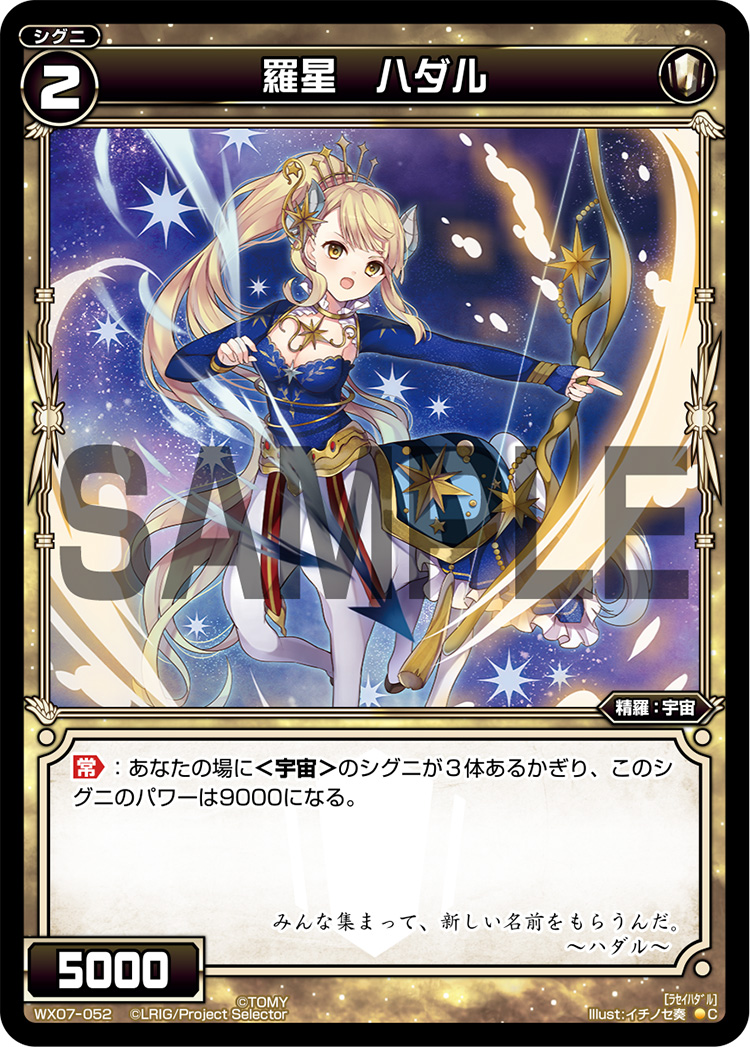 シグニ
2
羅星 ハダル
SAMPLE
精羅:宇宙
常:あなたの場に<宇宙>のシグニが3体あるかぎり、このシ
グニのパワーは9000になる。
みんな集まって、新しい名前をもらうんだ。
～ハダル～
5000
©TOMY
[ラセイハダル]
WX07-052 ©LRIG/Project Selector
Illust:イチノセ奏 C